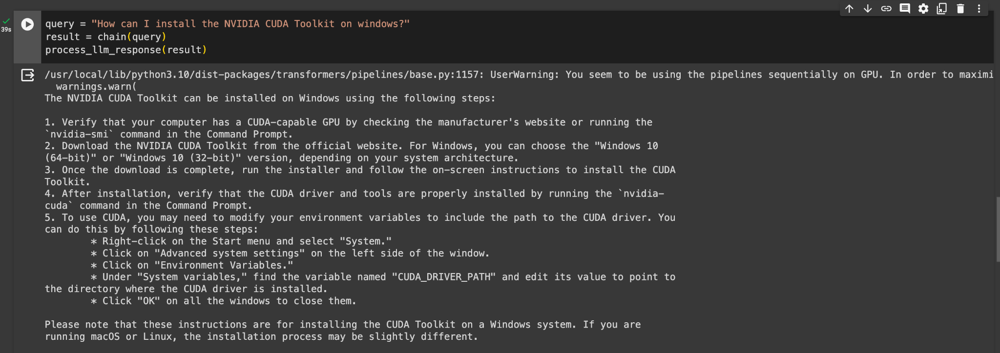 39s
query = "How can I install the NVIDIA CUDA Toolkit on windows?"
result = chain(query)
process_llm_response(result)
/usr/local/lib/python3.10/dist-packages/transformers/pipelines/base.py:1157: UserWarning: You seem to be using the pipelines sequentially on GPU. In order to maximi
  warnings.warn(
The NVIDIA CUDA Toolkit can be installed on Windows using the following steps:

1. Verify that your computer has a CUDA-capable GPU by checking the manufacturer's website or running the
`nvidia-smi` command in the Command Prompt.
2. Download the NVIDIA CUDA Toolkit from the official website. For Windows, you can choose the "Windows 10
(64-bit)" or "Windows 10 (32-bit)" version, depending on your system architecture.
3. Once the download is complete, run the installer and follow the on-screen instructions to install the CUDA
Toolkit.
4. After installation, verify that the CUDA driver and tools are properly installed by running the `nvidia-
cuda` command in the Command Prompt.
5. To use CUDA, you may need to modify your environment variables to include the path to the CUDA driver. You
can do this by following these steps:
        * Right-click on the Start menu and select "System."
        * Click on "Advanced system settings" on the left side of the window.
        * Click on "Environment Variables."
        * Under "System variables," find the variable named "CUDA_DRIVER_PATH" and edit its value to point to
the directory where the CUDA driver is installed.
        * Click "OK" on all the windows to close them.

Please note that these instructions are for installing the CUDA Toolkit on a Windows system. If you are
running macOS or Linux, the installation process may be slightly different.